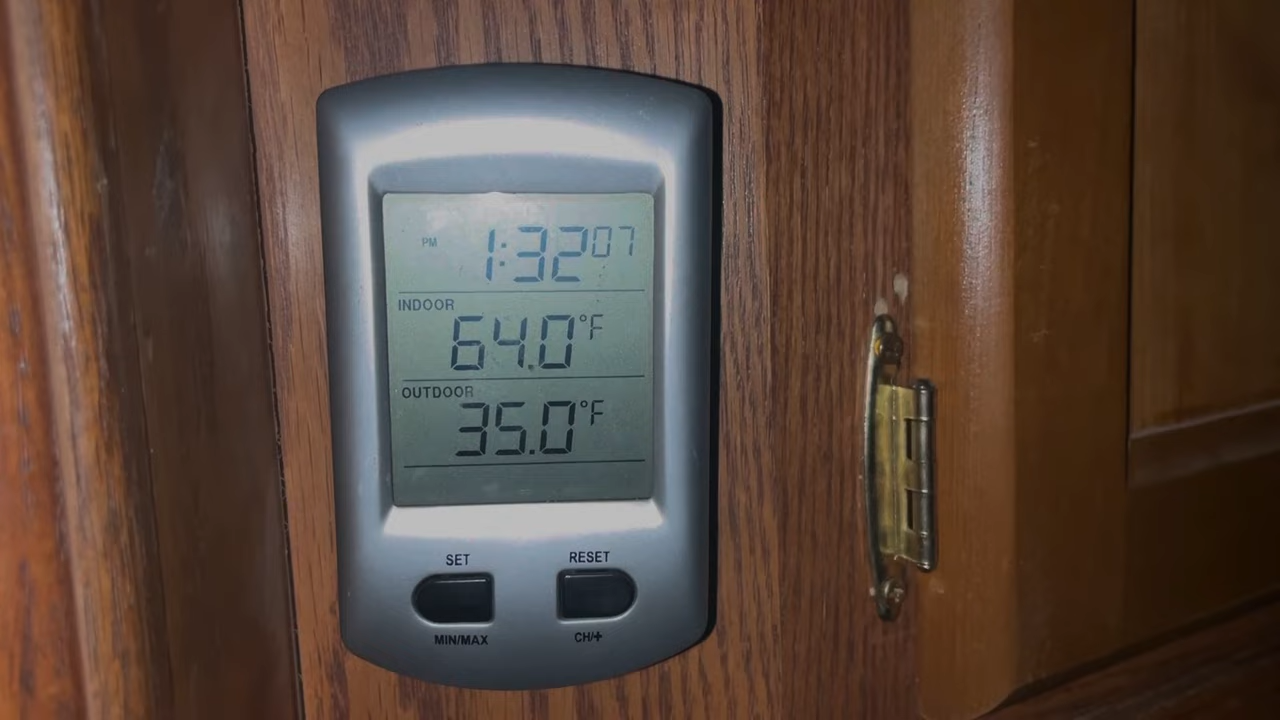 PM 1:32 07
INDOOR
64.0°F
OUTDOOR
35.0°F
SET RESET
MIN/MAX CH/+